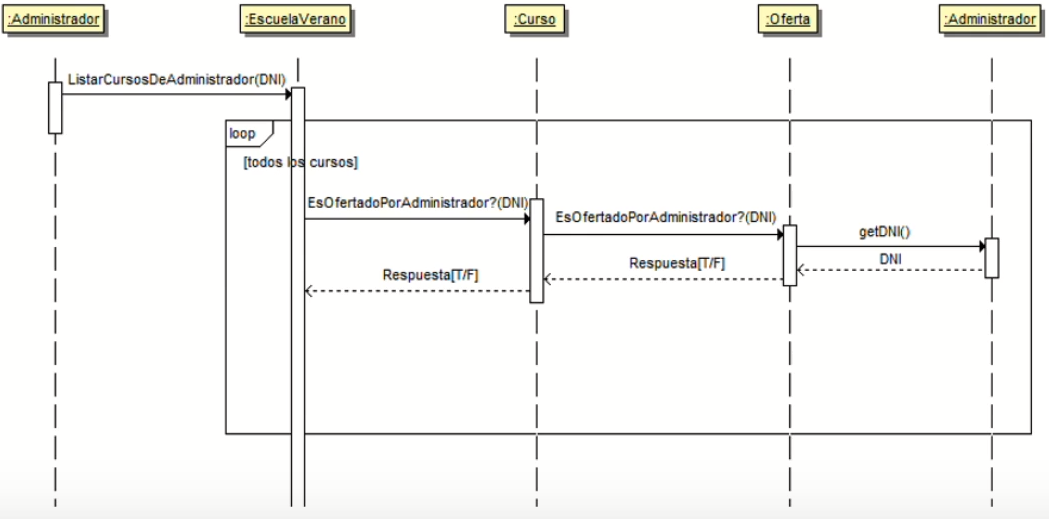 :Administrador
:EscuelaVerano
:Curso
:Oferta
:Administrador
ListarCursosDeAdministrador(DNI)
loop
[todos los cursos]
EsOfertadoPorAdministrador?(DNI)
EsOfertadoPorAdministrador?(DNI)
getDNI()
DNI
Respuesta[T/F]
Respuesta[T/F]